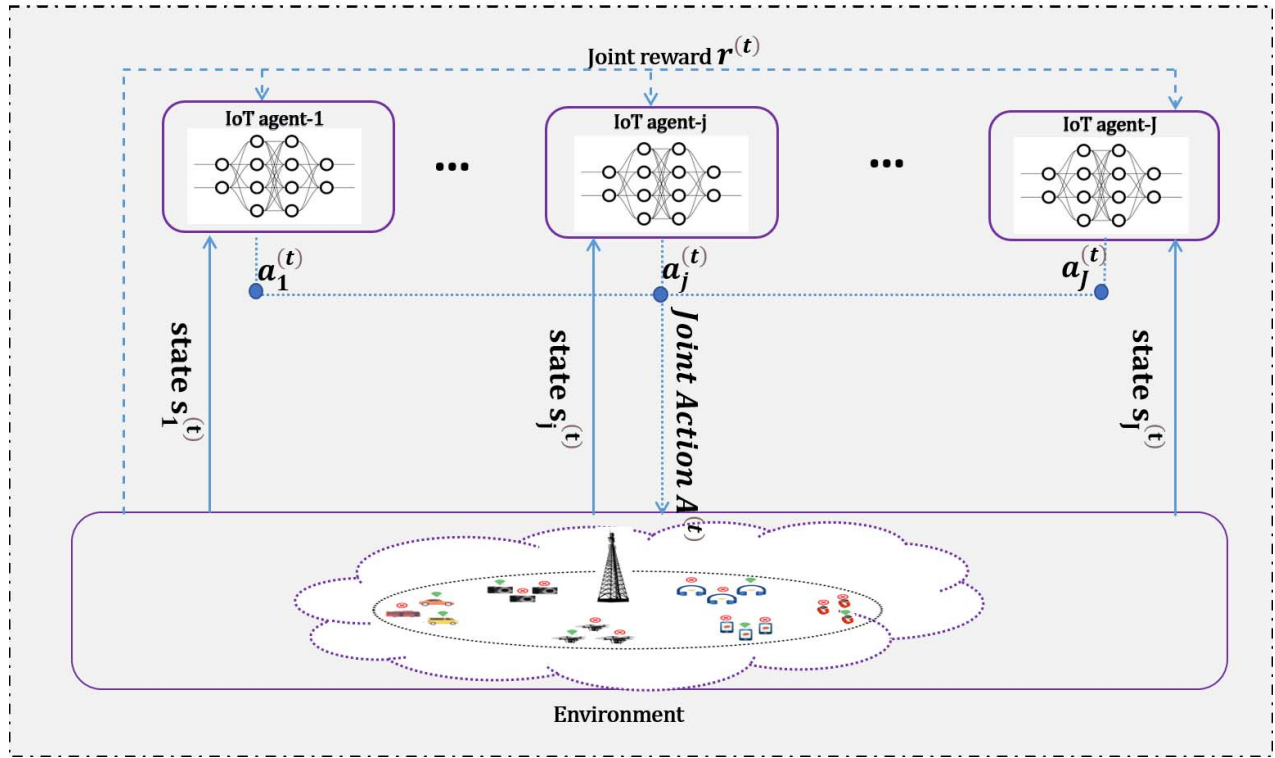 Joint reward r^(t)
IoT agent-1
IoT agent-j
IoT agent-J
...
...
a_1^(t)
a_j^(t)
a_J^(t)
state s_1^(t)
state s_j^(t)
Joint Action A^(t)
state s_J^(t)
Environment